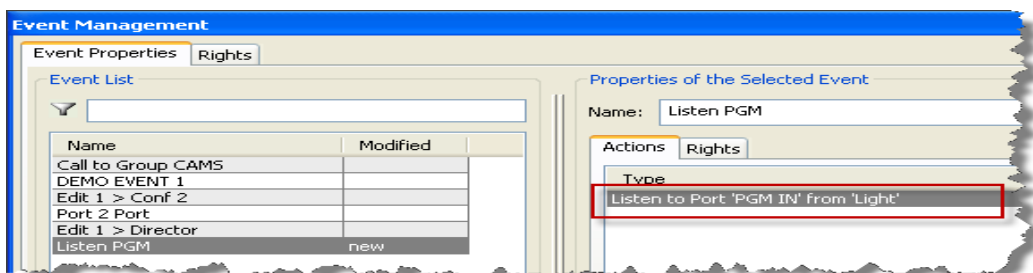 Event Management
Event Properties Rights
Event List
Name Modified
Call to Group CAMS
DEMO EVENT 1
Edit 1 > Conf 2
Port 2 Port
Edit 1 > Director
Listen PGM new
Properties of the Selected Event
Name: Listen PGM
Actions Rights
Type
Listen to Port 'PGM IN' from 'Light'